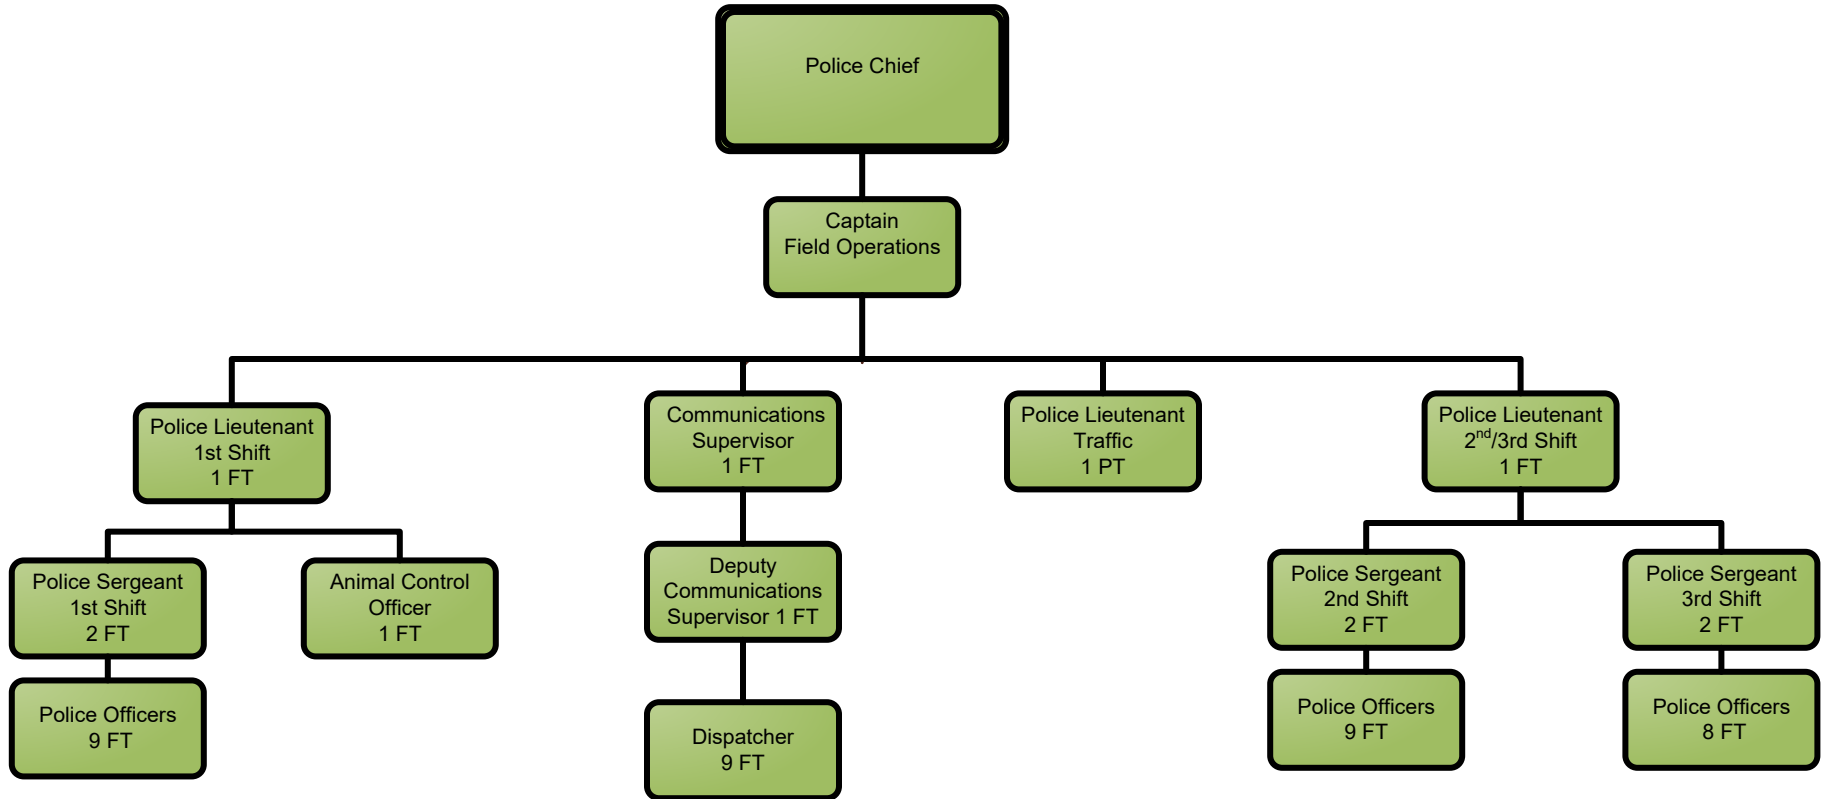 Police Chief
Captain
Field Operations
Police Lieutenant
1st Shift
1 FT
Communications
Supervisor
1 FT
Police Lieutenant
Traffic
1 PT
Police Lieutenant
2nd/3rd Shift
1 FT
Police Sergeant
1st Shift
2 FT
Animal Control
Officer
1 FT
Deputy
Communications
Supervisor 1 FT
Police Sergeant
2nd Shift
2 FT
Police Sergeant
3rd Shift
2 FT
Police Officers
9 FT
Dispatcher
9 FT
Police Officers
9 FT
Police Officers
8 FT